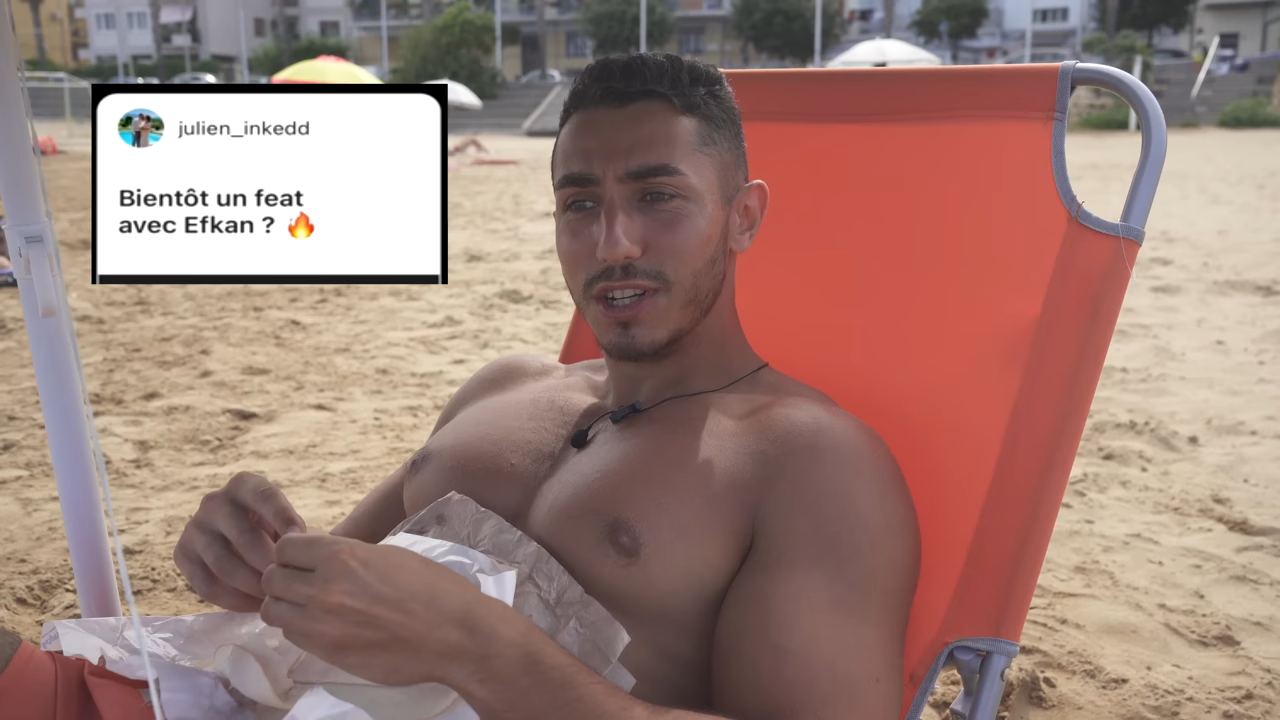 julien_inkedd
Bientôt un feat
avec Efkan ? 🔥